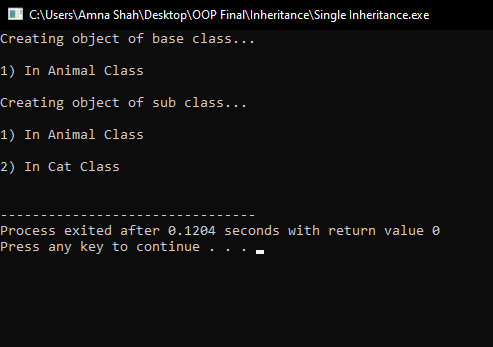 C:\Users\Amna Shah\Desktop\OOP Final\Inheritance\Single Inheritance.exe
Creating object of base class...
1) In Animal Class
Creating object of sub class...
1) In Animal Class
2) In Cat Class
--------------------------------
Process exited after 0.1204 seconds with return value 0
Press any key to continue . . .